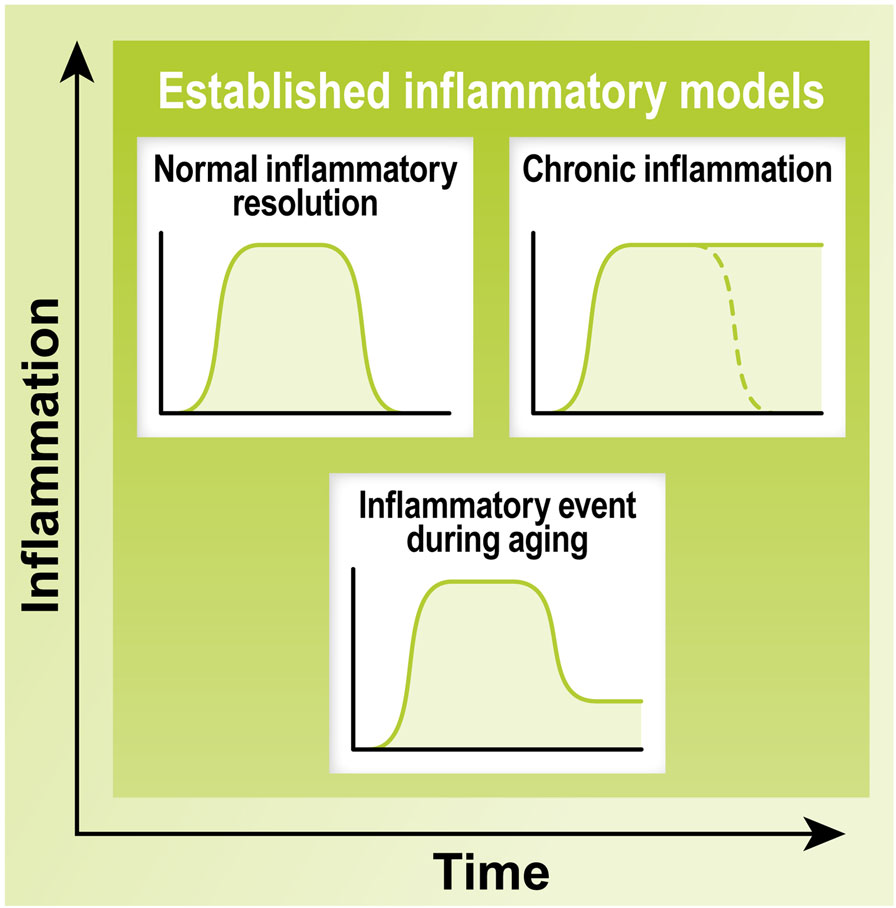 Established inflammatory models
Normal inflammatory
resolution
Chronic inflammation
Inflammatory event
during aging
Inflammation
Time